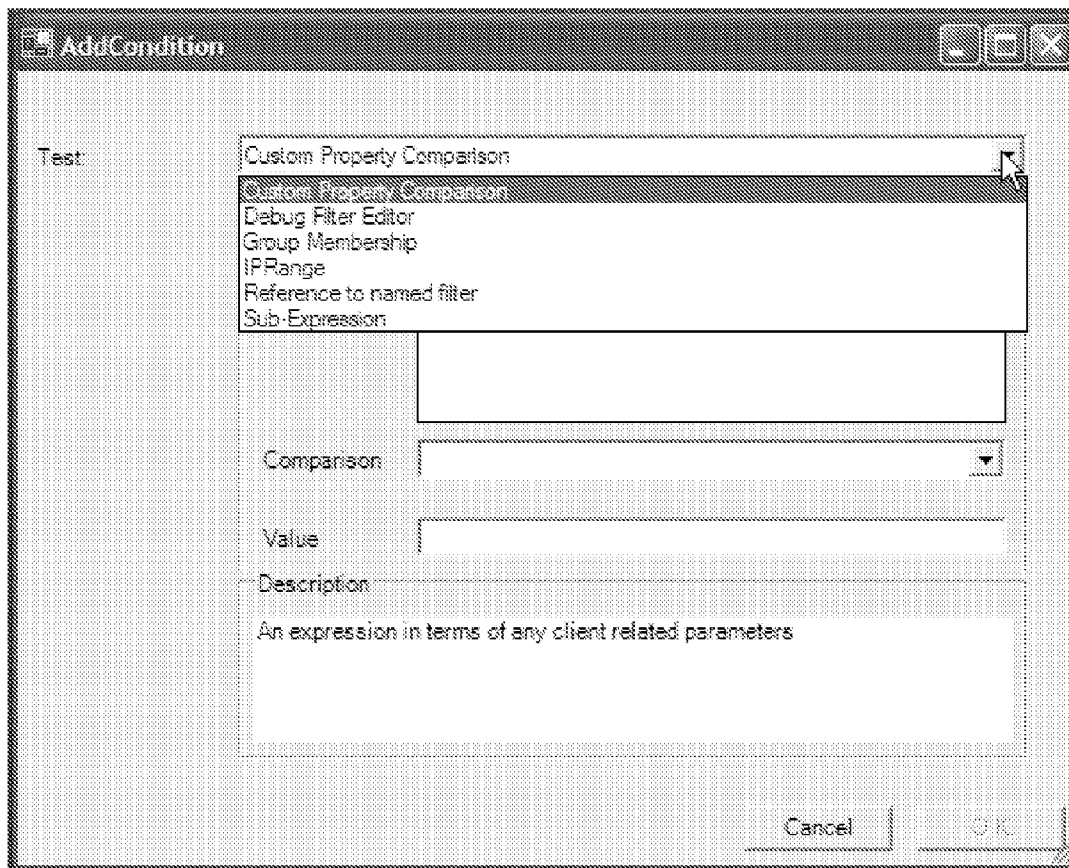 AddCondition
Test:
Custom Property Comparison
Custom Property Comparison
Debug Filter Editor
Group Membership
IPRange
Reference to named filter
Sub-Expression
Comparison
Value
Description
An expression in terms of any client related parameters
Cancel
OK